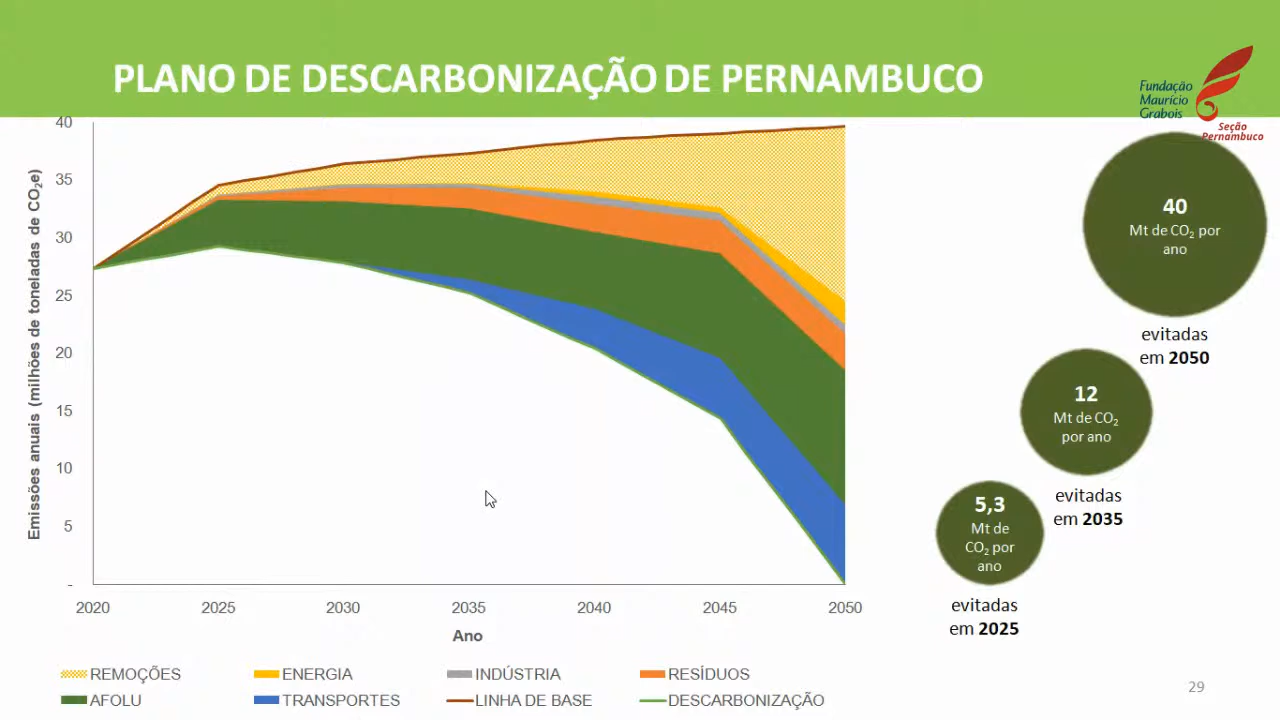 PLANO DE DESCARBONIZAÇÃO DE PERNAMBUCO
Fundação
Maurício
Grabois
Seção
Pernambuco
Emissões anuais (milhões de toneladas de CO₂e)
40
35
30
25
20
15
10
5
-
2020 2025 2030 2035 2040 2045 2050
Ano
REMOÇÕES ENERGIA INDÚSTRIA RESÍDUOS
AFOLU TRANSPORTES LINHA DE BASE DESCARBONIZAÇÃO
40
Mt de CO₂ por
ano
evitadas
em 2050
12
Mt de CO₂
por ano
evitadas
em 2035
5,3
Mt de
CO₂ por
ano
evitadas
em 2025
29